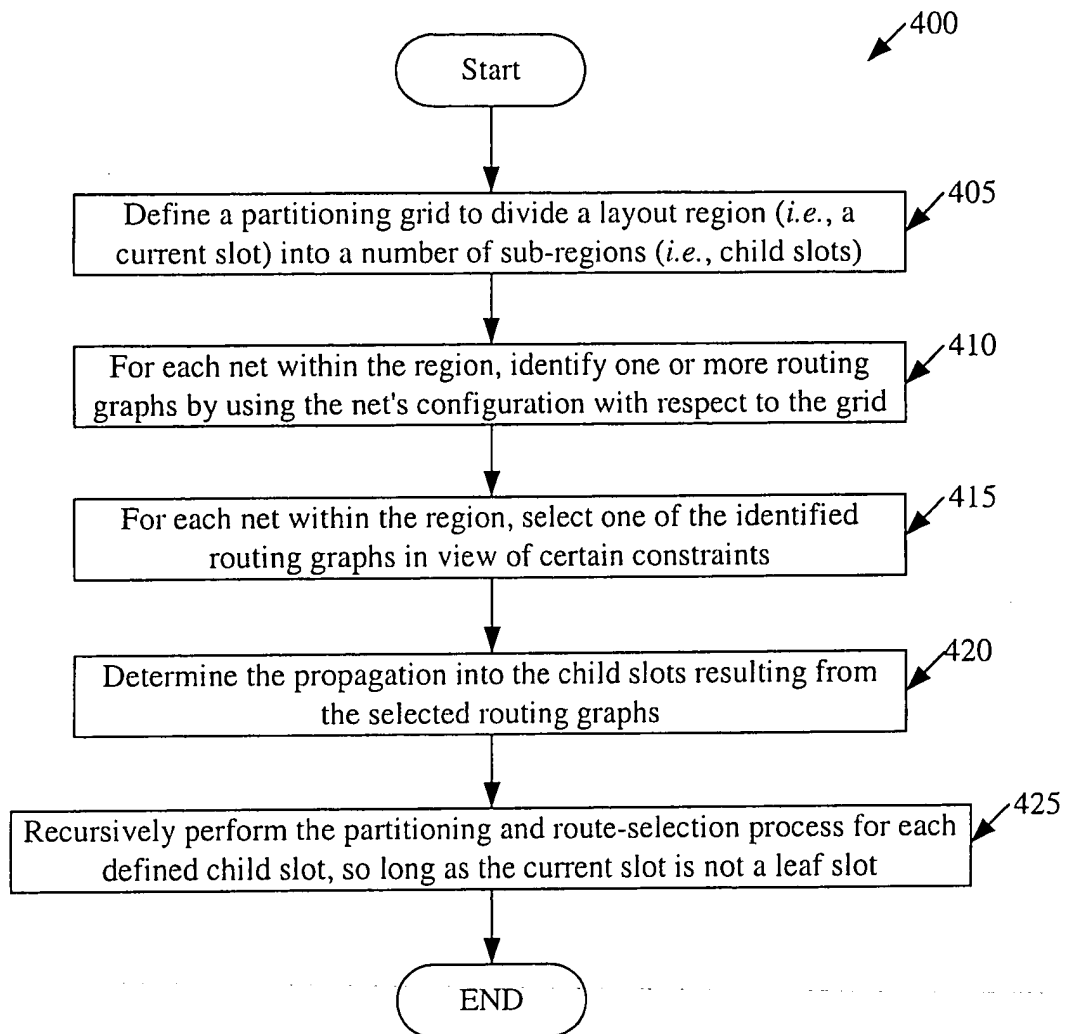 400
Start
405
Define a partitioning grid to divide a layout region (i.e., a
current slot) into a number of sub-regions (i.e., child slots)
410
For each net within the region, identify one or more routing
graphs by using the net's configuration with respect to the grid
415
For each net within the region, select one of the identified
routing graphs in view of certain constraints
420
Determine the propagation into the child slots resulting from
the selected routing graphs
425
Recursively perform the partitioning and route-selection process for each
defined child slot, so long as the current slot is not a leaf slot
END